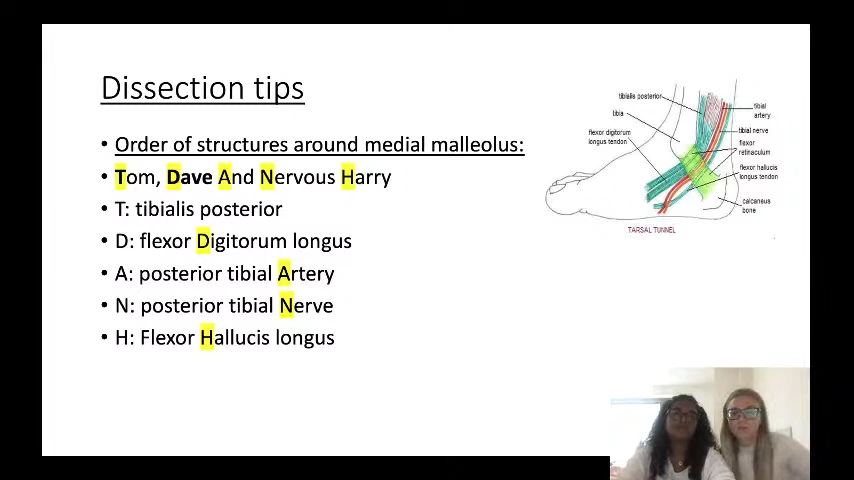 Dissection tips
• Order of structures around medial malleolus:
• Tom, Dave And Nervous Harry
• T: tibialis posterior
• D: flexor Digitorum longus
• A: posterior tibial Artery
• N: posterior tibial Nerve
• H: Flexor Hallucis longus
tibialis posterior
tibia
flexor digitorum
longus tendon
tibial
artery
tibial nerve
flexor
retinaculum
flexor hallucis
longus tendon
calcaneus
bone
TARSAL TUNNEL